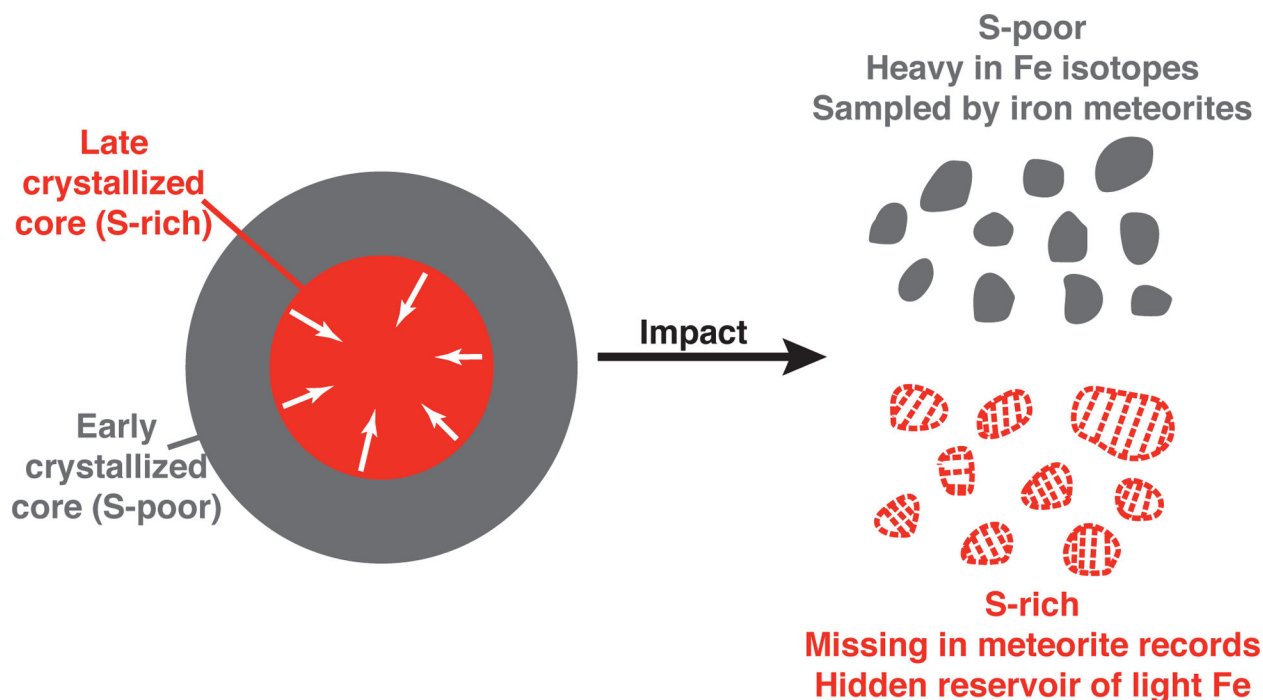 S-poor
Heavy in Fe isotopes
Sampled by iron meteorites
Late
crystallized
core (S-rich)
Impact
Early
crystallized
core (S-poor)
S-rich
Missing in meteorite records
Hidden reservoir of light Fe